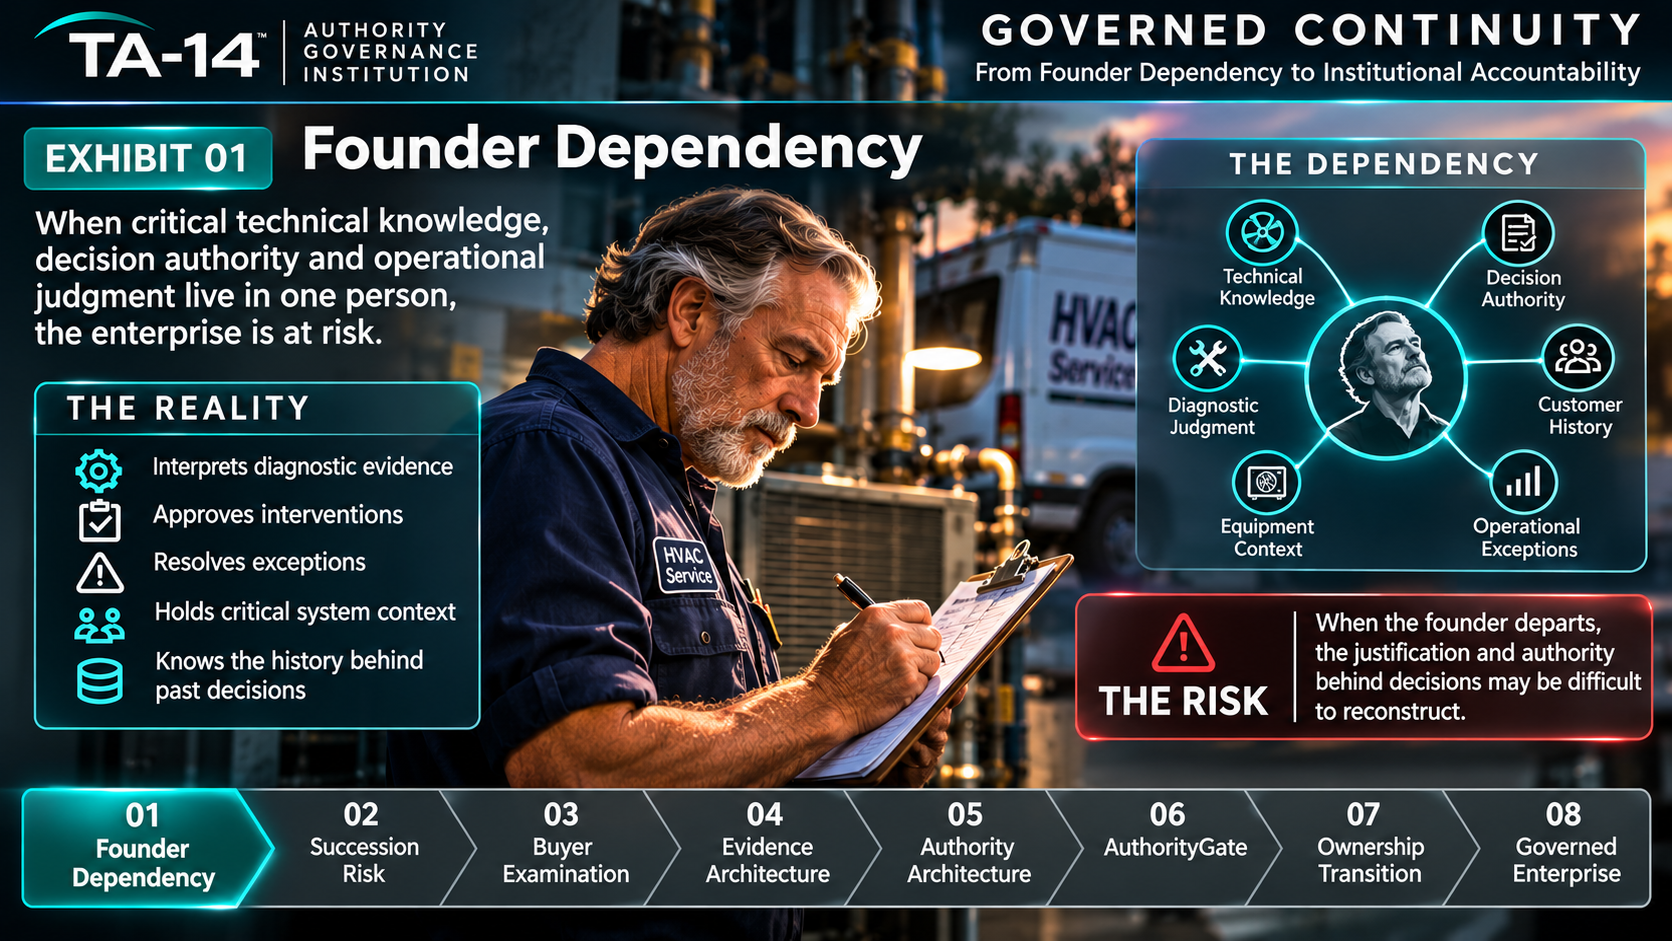 TA-14™
AUTHORITY
GOVERNANCE
INSTITUTION
GOVERNED CONTINUITY
From Founder Dependency to Institutional Accountability
EXHIBIT 01
Founder Dependency
When critical technical knowledge,
decision authority and operational
judgment live in one person,
the enterprise is at risk.
THE REALITY
Interprets diagnostic evidence
Approves interventions
Resolves exceptions
Holds critical system context
Knows the history behind
past decisions
HVAC
Service
HVAC
Service
THE DEPENDENCY
Technical
Knowledge
Decision
Authority
Diagnostic
Judgment
Customer
History
Equipment
Context
Operational
Exceptions
THE RISK
When the founder departs,
the justification and authority
behind decisions may be difficult
to reconstruct.
01
Founder
Dependency
02
Succession
Risk
03
Buyer
Examination
04
Evidence
Architecture
05
Authority
Architecture
06
AuthorityGate
07
Ownership
Transition
08
Governed
Enterprise